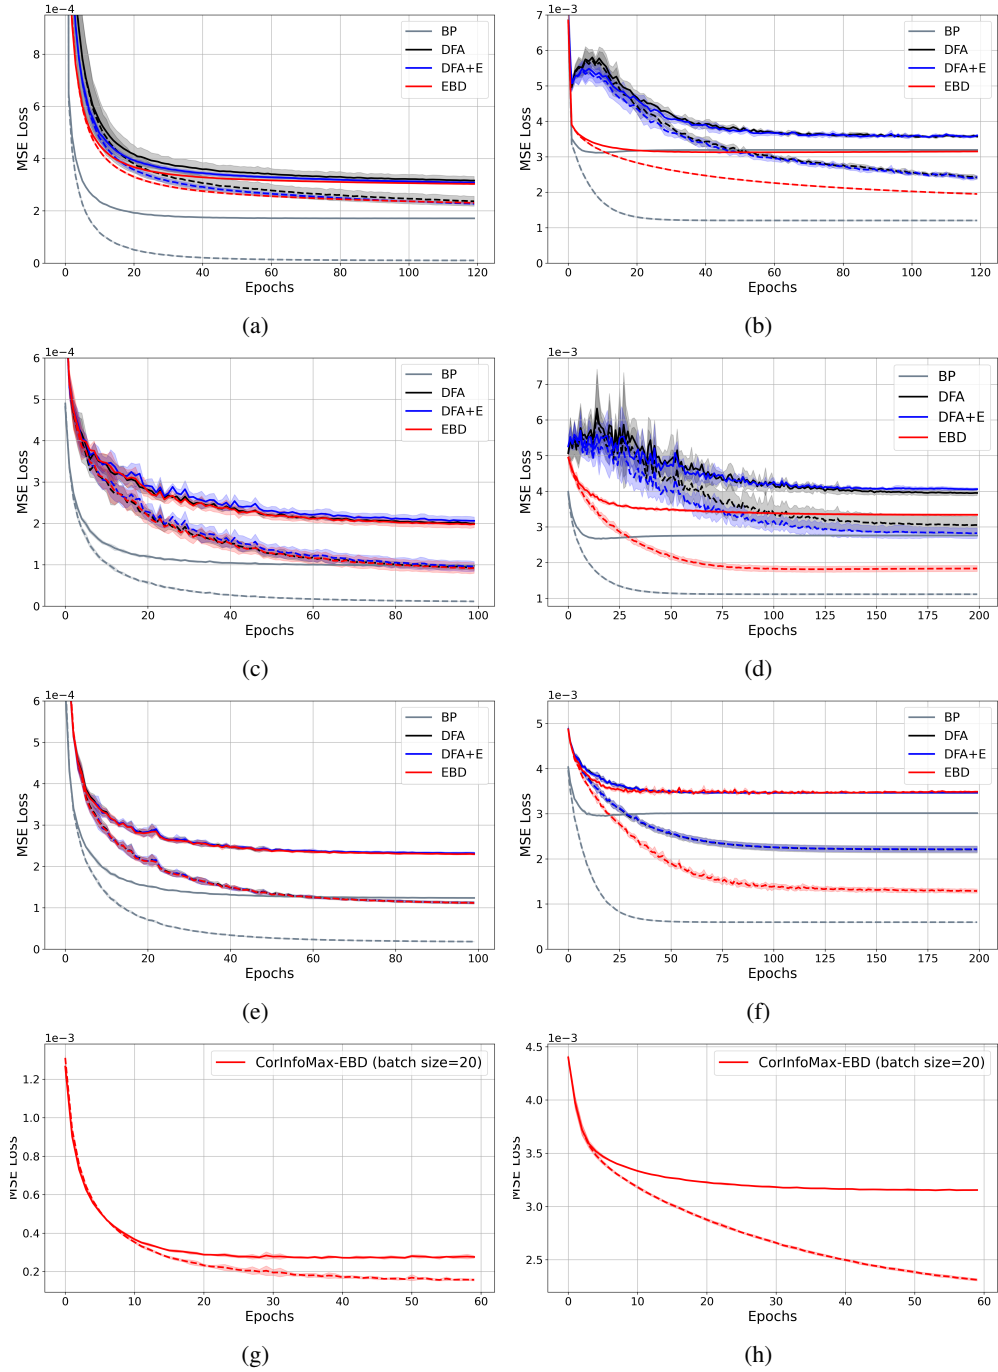 1e−4
8
6
4
2
0
MSE Loss
0 20 40 60 80 100 120
Epochs
BP
DFA
DFA+E
EBD
(a)
1e−3
7
6
5
4
3
2
1
0
MSE Loss
0 20 40 60 80 100 120
Epochs
BP
DFA
DFA+E
EBD
(b)
1e−4
6
5
4
3
2
1
0
MSE Loss
0 20 40 60 80 100
Epochs
BP
DFA
DFA+E
EBD
(c)
1e−3
7
6
5
4
3
2
1
MSE Loss
0 25 50 75 100 125 150 175 200
Epochs
BP
DFA
DFA+E
EBD
(d)
1e−4
6
5
4
3
2
1
0
MSE Loss
0 20 40 60 80 100
Epochs
BP
DFA
DFA+E
EBD
(e)
1e−3
5
4
3
2
1
0
MSE Loss
0 25 50 75 100 125 150 175 200
Epochs
BP
DFA
DFA+E
EBD
(f)
1e−3
1.2
1.0
0.8
0.6
0.4
0.2
MSE Loss
0 10 20 30 40 50 60
Epochs
CorInfoMax-EBD (batch size=20)
(g)
1e−3
4.5
4.0
3.5
3.0
2.5
MSE Loss
0 10 20 30 40 50 60
Epochs
CorInfoMax-EBD (batch size=20)
(h)